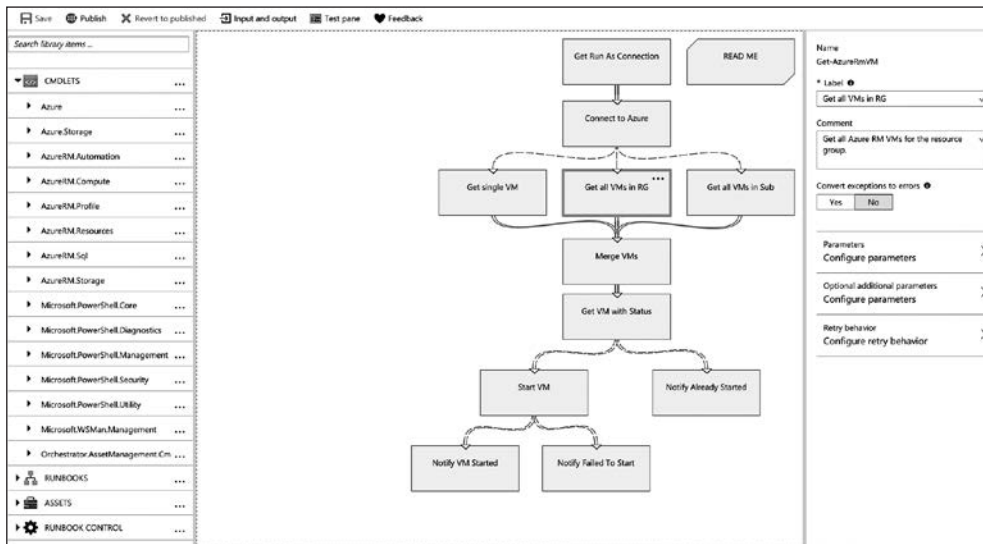 Save Publish Revert to published Input and output Test pane Feedback
Search library items ...
CMDLETS ...
Azure ...
Azure.Storage ...
AzureRM.Automation ...
AzureRM.Compute ...
AzureRM.Profile ...
AzureRM.Resources ...
AzureRM.Sql ...
AzureRM.Storage ...
Microsoft.PowerShell.Core ...
Microsoft.PowerShell.Diagnostics ...
Microsoft.PowerShell.Management ...
Microsoft.PowerShell.Security ...
Microsoft.PowerShell.Utility ...
Microsoft.WSMan.Management ...
Orchestrator.AssetManagement.Cm ...
RUNBOOKS ...
ASSETS ...
RUNBOOK CONTROL ...
Get Run As Connection
READ ME
Connect to Azure
Get single VM
Get all VMs in RG
...
Get all VMs in Sub
Merge VMs
Get VM with Status
Start VM
Notify Already Started
Notify VM Started
Notify Failed To Start
Name
Get-AzureRmVM
* Label
Get all VMs in RG
Comment
Get all Azure RM VMs for the resource
group.
Convert exceptions to errors
Yes No
Parameters
Configure parameters
Optional additional parameters
Configure parameters
Retry behavior
Configure retry behavior